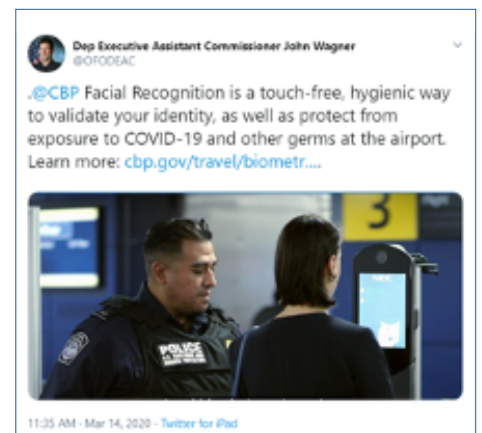 Dep Executive Assistant Commissioner John Wagner
@OFODEAC
.@CBP Facial Recognition is a touch-free, hygienic way
to validate your identity, as well as protect from
exposure to COVID-19 and other germs at the airport.
Learn more: cbp.gov/travel/biometr....
3
POLICE
11:35 AM - Mar 14, 2020 - Twitter for iPad